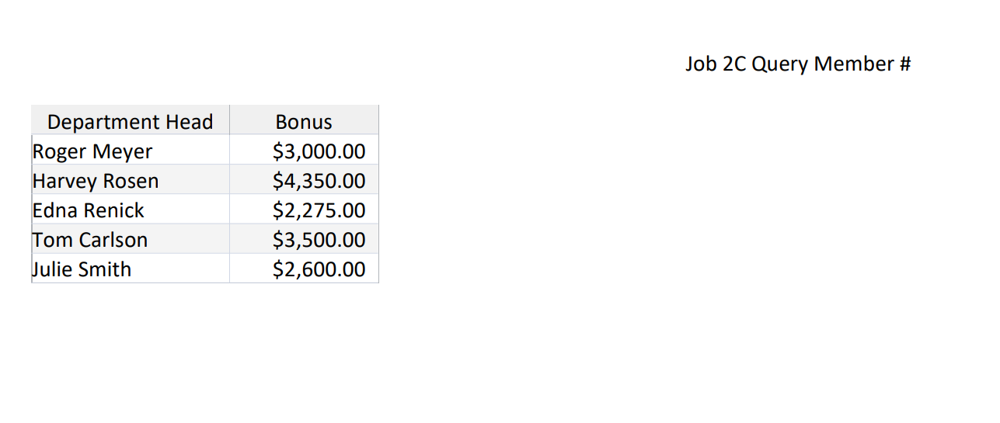 Job 2C Query Member #
Department Head Bonus
Roger Meyer $3,000.00
Harvey Rosen $4,350.00
Edna Renick $2,275.00
Tom Carlson $3,500.00
Julie Smith $2,600.00